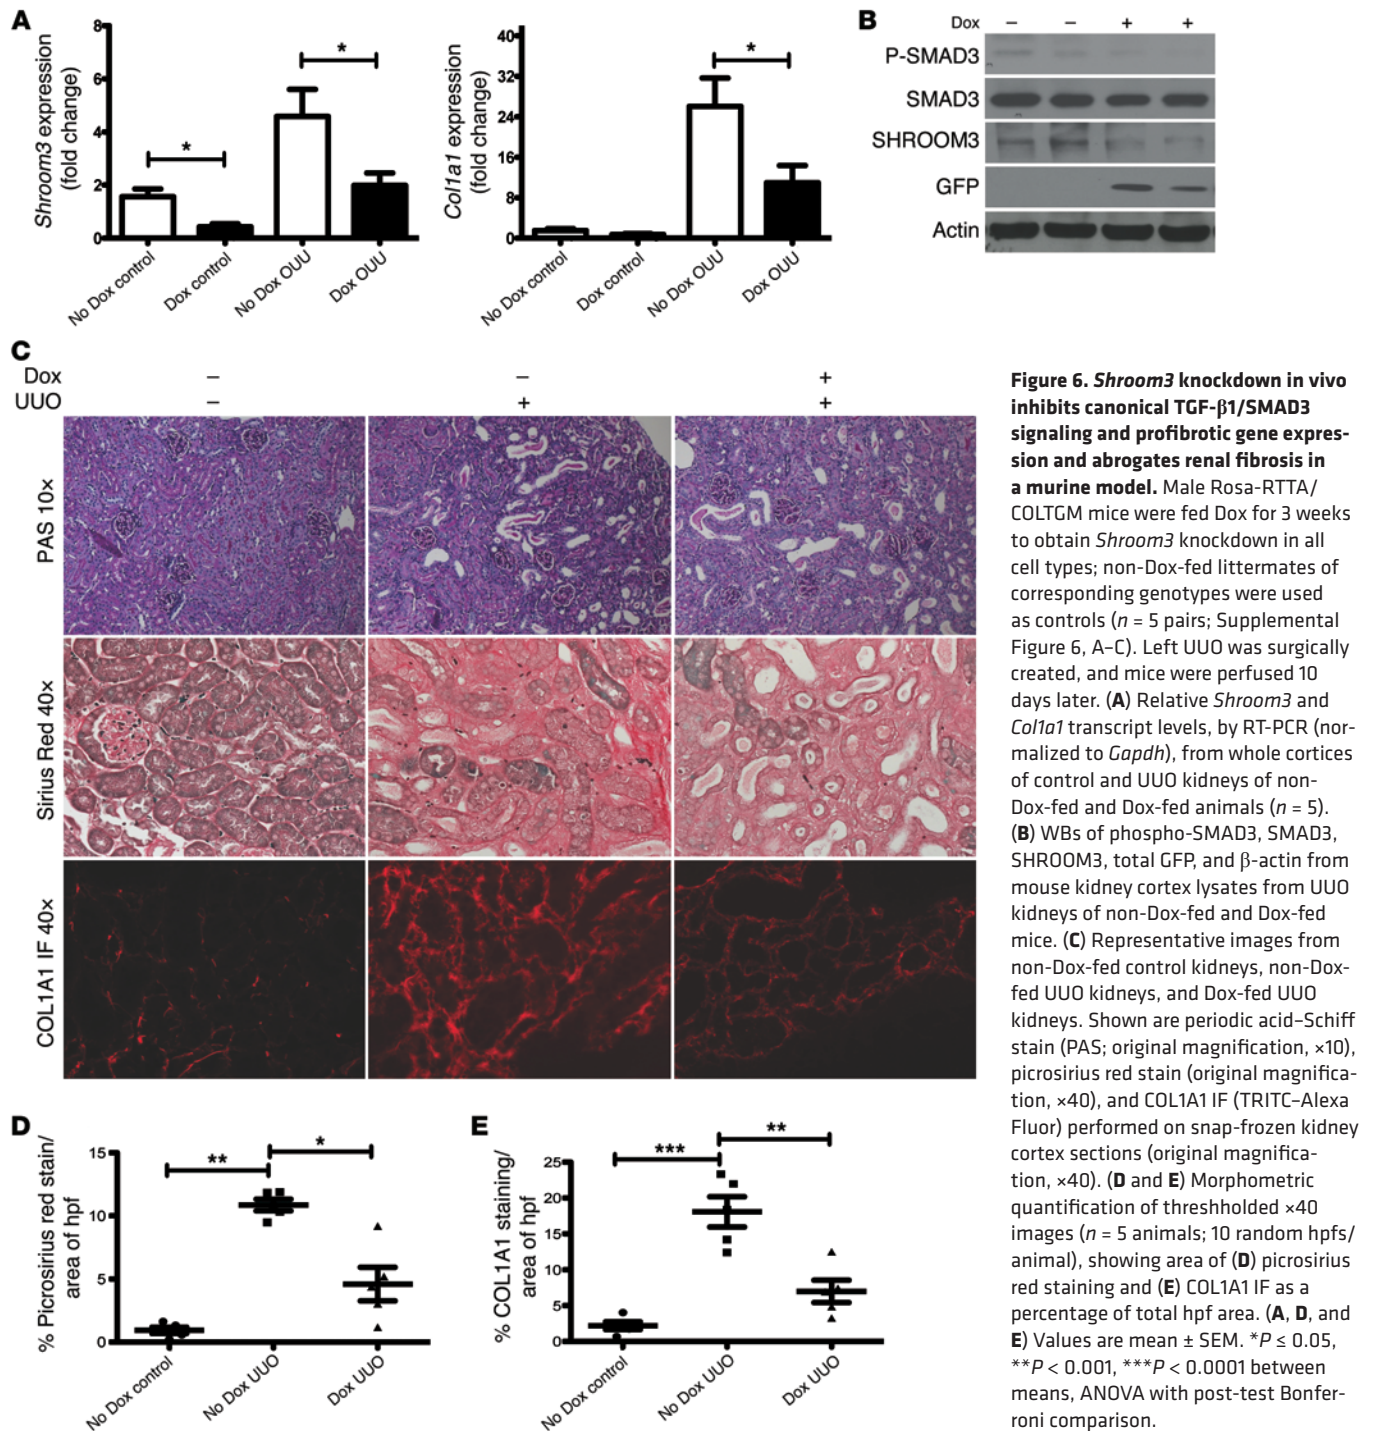 A
Shroom3 expression
(fold change)
8
6
4
2
0
*
*
No Dox control
Dox control
No Dox OUU
Dox OUU
Col1a1 expression
(fold change)
40
32
24
16
8
0
*
No Dox control
Dox control
No Dox OUU
Dox OUU
B
Dox – – + +
P-SMAD3
SMAD3
SHROOM3
GFP
Actin
C
Dox – – +
UUO – + +
PAS 10×
Sirius Red 40×
COL1A1 IF 40×
D
% Picrosirius red stain/
area of hpf
15
10
5
0
**
*
No Dox control
No Dox UUO
Dox UUO
E
% COL1A1 staining/
area of hpf
25
20
15
10
5
0
***
**
No Dox control
No Dox UUO
Dox UUO
Figure 6. Shroom3 knockdown in vivo
inhibits canonical TGF-β1/SMAD3
signaling and profibrotic gene expres-
sion and abrogates renal fibrosis in
a murine model. Male Rosa-RTTA/
COLTGM mice were fed Dox for 3 weeks
to obtain Shroom3 knockdown in all
cell types; non-Dox-fed littermates of
corresponding genotypes were used
as controls (n = 5 pairs; Supplemental
Figure 6, A–C). Left UUO was surgically
created, and mice were perfused 10
days later. (A) Relative Shroom3 and
Col1a1 transcript levels, by RT-PCR (nor-
malized to Gapdh), from whole cortices
of control and UUO kidneys of non-
Dox-fed and Dox-fed animals (n = 5).
(B) WBs of phospho-SMAD3, SMAD3,
SHROOM3, total GFP, and β-actin from
mouse kidney cortex lysates from UUO
kidneys of non-Dox-fed and Dox-fed
mice. (C) Representative images from
non-Dox-fed control kidneys, non-Dox-
fed UUO kidneys, and Dox-fed UUO
kidneys. Shown are periodic acid–Schiff
stain (PAS; original magnification, ×10),
picrosirius red stain (original magnifica-
tion, ×40), and COL1A1 IF (TRITC–Alexa
Fluor) performed on snap-frozen kidney
cortex sections (original magnifica-
tion, ×40). (D and E) Morphometric
quantification of threshholded ×40
images (n = 5 animals; 10 random hpfs/
animal), showing area of (D) picrosirius
red staining and (E) COL1A1 IF as a
percentage of total hpf area. (A, D, and
E) Values are mean ± SEM. *P ≤ 0.05,
**P < 0.001, ***P < 0.0001 between
means, ANOVA with post-test Bonfer-
roni comparison.